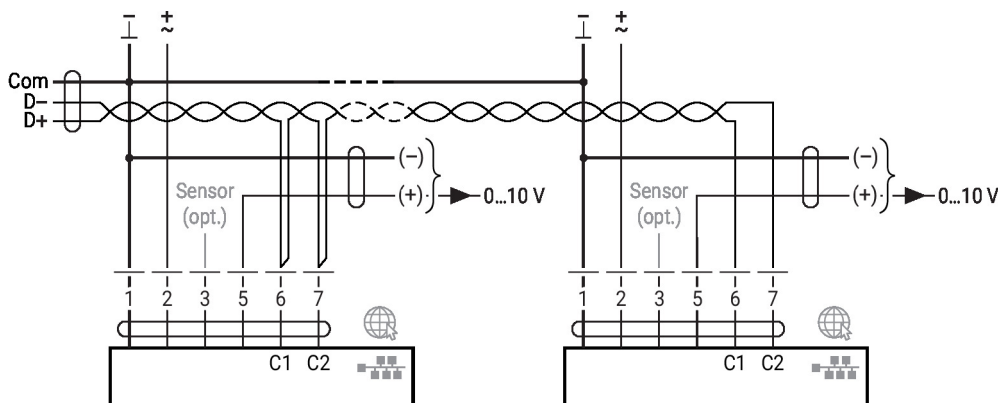 – + – +
⊥ ~ ⊥ ~
Com
D–
D+
(–) (–)
Sensor Sensor
(opt.) (+) 0...10 V (opt.) (+) 0...10 V
1 2 3 5 6 7 1 2 3 5 6 7
C1 C2 C1 C2